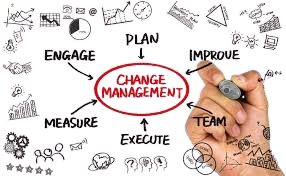 PLAN
ENGAGE
IMPROVE
CHANGE
MANAGEMENT
MEASURE
TEAM
EXECUTE